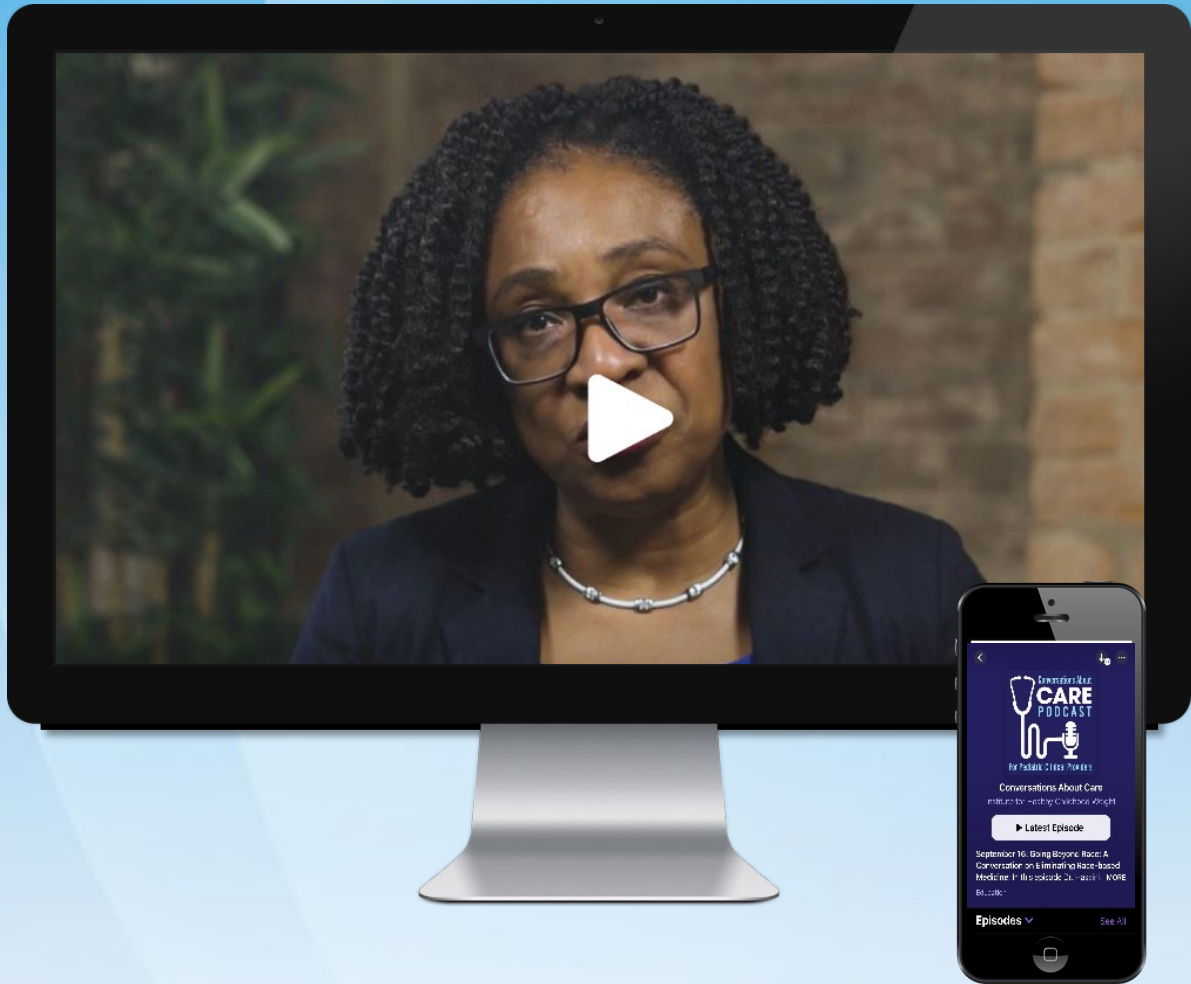 Conversations About
CARE
PODCAST
For Pediatric Clinical Providers
Conversations About Care
Institute for Healthy Childhood Weight
Latest Episode
September 16. Going Beyond Race: A
Conversation on Eliminating Race-based
Medicine: In this episode Dr. Hassink MORE
Education
Episodes
See All